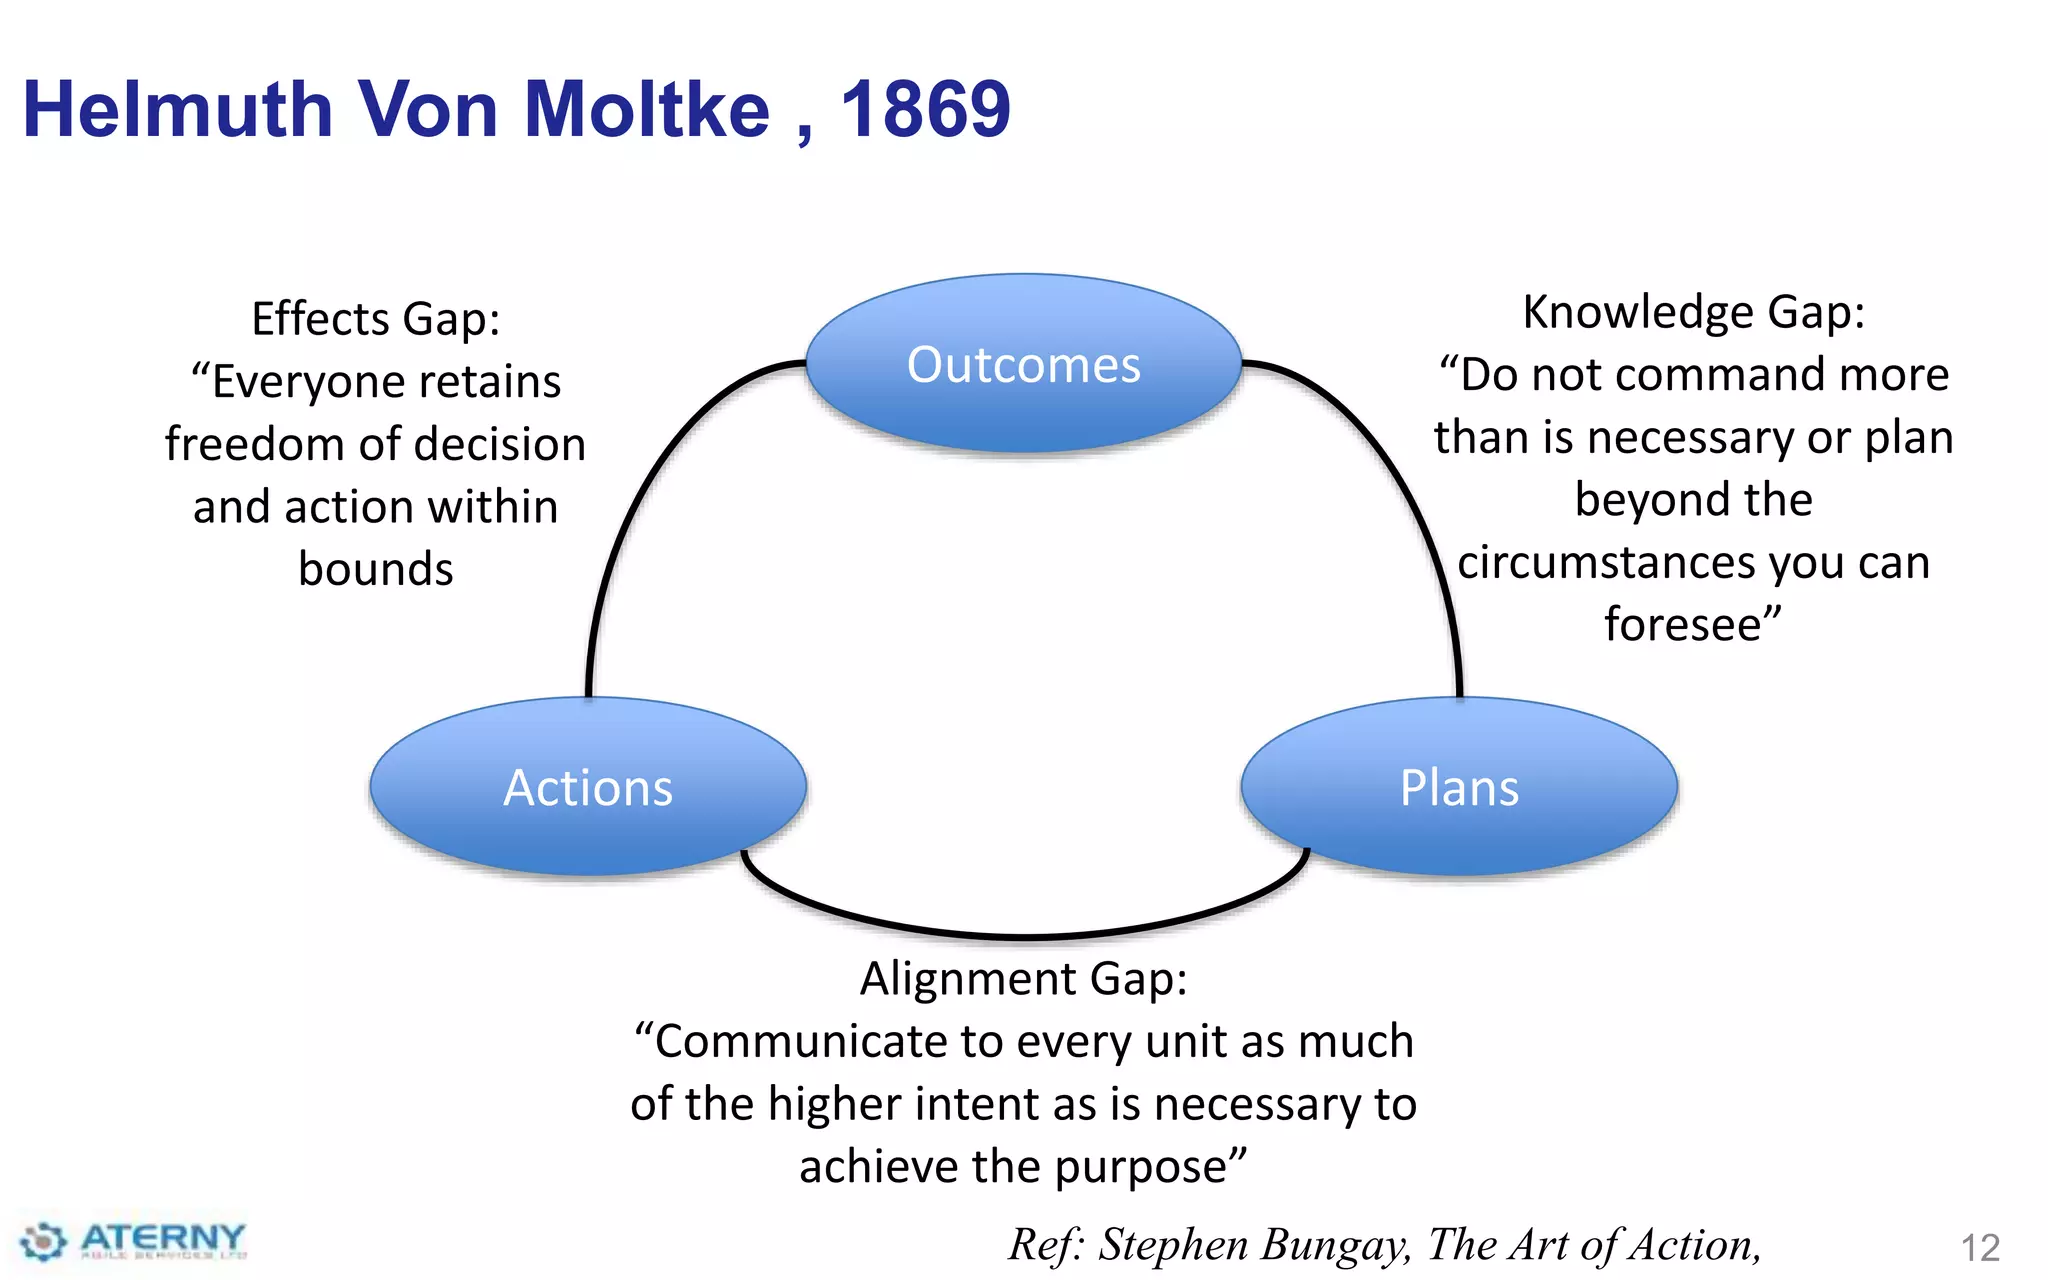 Helmuth Von Moltke , 1869
Effects Gap:
“Everyone retains
freedom of decision
and action within
bounds
Outcomes
Knowledge Gap:
“Do not command more
than is necessary or plan
beyond the
circumstances you can
foresee”
Actions
Plans
Alignment Gap:
“Communicate to every unit as much
of the higher intent as is necessary to
achieve the purpose”
ATERNY
AGILE SERVICES LTD
Ref: Stephen Bungay, The Art of Action,
12